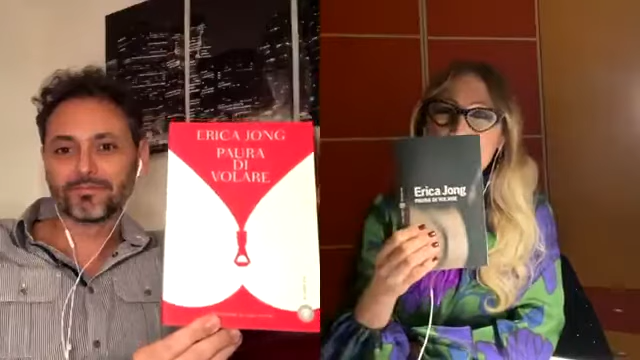 ERICA JONG
PAURA
DI
VOLARE
Erica Jong
PAURA DI VOLARE